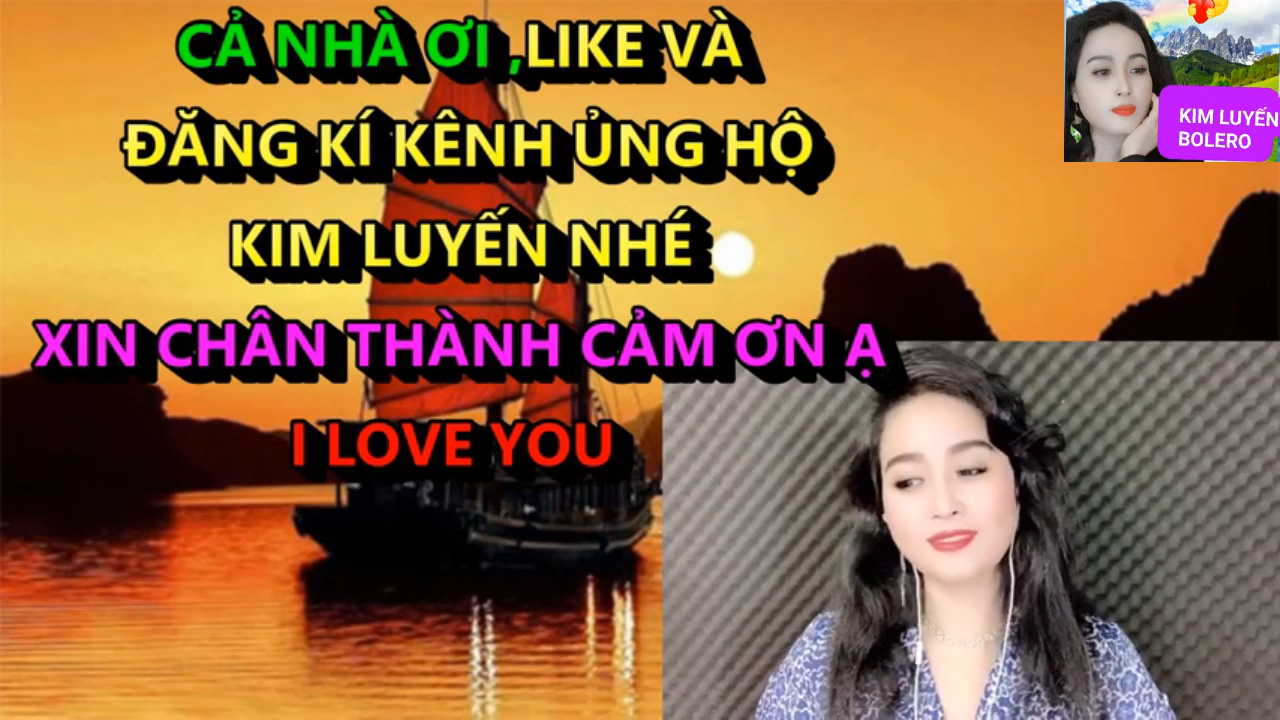 CẢ NHÀ ƠI ,LIKE VÀ
ĐĂNG KÍ KÊNH ỦNG HỘ
KIM LUYẾN NHÉ
XIN CHÂN THÀNH CẢM ƠN Ạ
I LOVE YOU
KIM LUYẾN
BOLERO